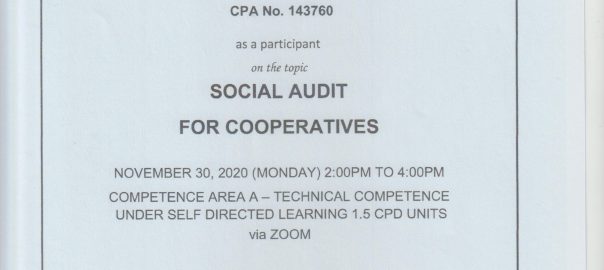 CPA No. 143760
as a participant
on the topic
SOCIAL AUDIT
FOR COOPERATIVES
NOVEMBER 30, 2020 (MONDAY) 2:00PM TO 4:00PM
COMPETENCE AREA A – TECHNICAL COMPETENCE
UNDER SELF DIRECTED LEARNING 1.5 CPD UNITS
via ZOOM